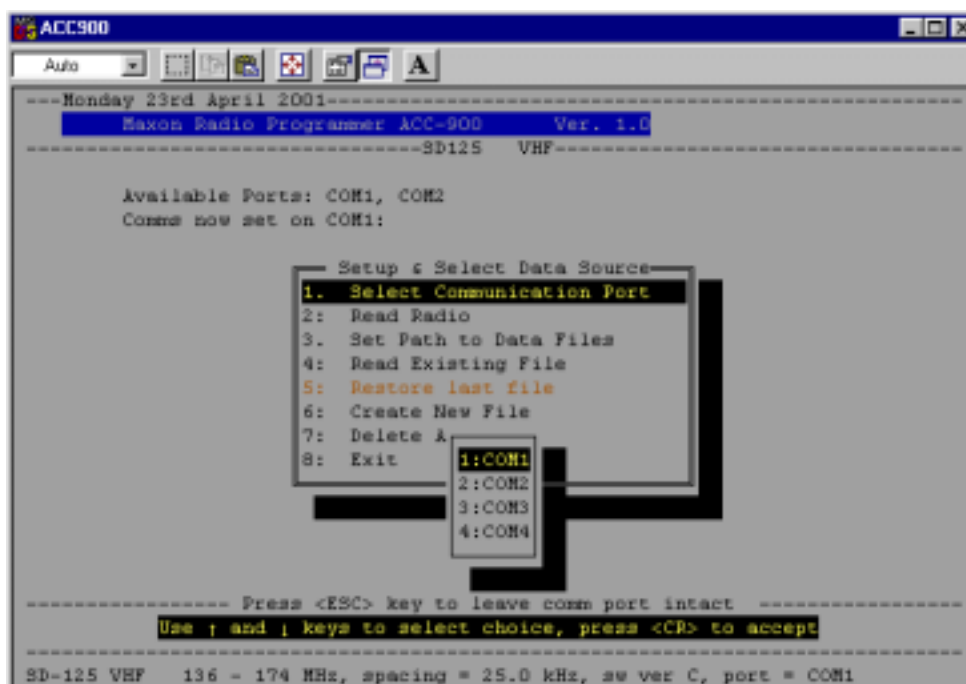 ACC900
Auto
A
---Monday 23rd April 2001---
Maxon Radio Programmer ACC-900 Ver. 1.0
---SD125 VHF---
Available Ports: COM1, COM2
Comms now set on COM1:
Setup & Select Data Source
1. Select Communication Port
2: Read Radio
3. Set Path to Data Files
4: Read Existing File
5: Restore last file
6: Create New File
7: Delete A
8: Exit
1:COM1
2:COM2
3:COM3
4:COM4
--- Press <ESC> key to leave comm port intact ---
Use ↑ and ↓ keys to select choice, press <CR> to accept
SD-125 VHF 136 - 174 MHz, spacing = 25.0 kHz, sw ver C, port = COM1